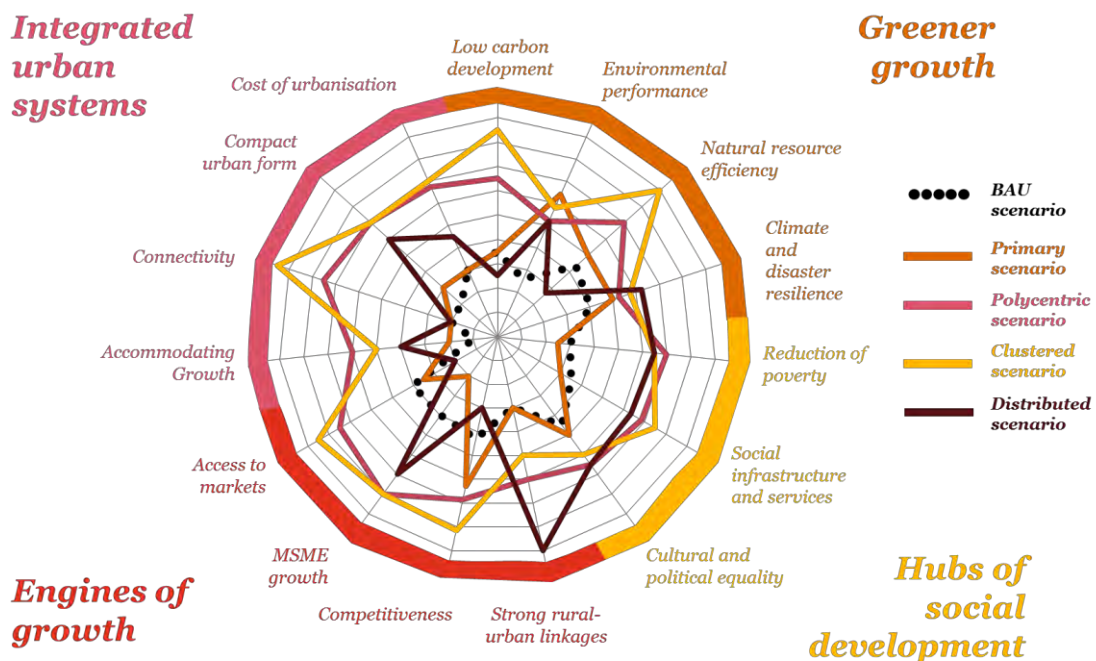 Integrated
urban
systems
Greener
growth
Low carbon
development
Environmental
performance
Cost of urbanisation
Compact
urban form
Natural resource
efficiency
Connectivity
Climate
and
disaster
resilience
Accommodating
Growth
Reduction of
poverty
Access to
markets
Social
infrastructure
and services
MSME
growth
Cultural and
political equality
Competitiveness
Strong rural-
urban linkages
BAU
scenario
Primary
scenario
Polycentric
scenario
Clustered
scenario
Distributed
scenario
Engines of
growth
Hubs of
social
development